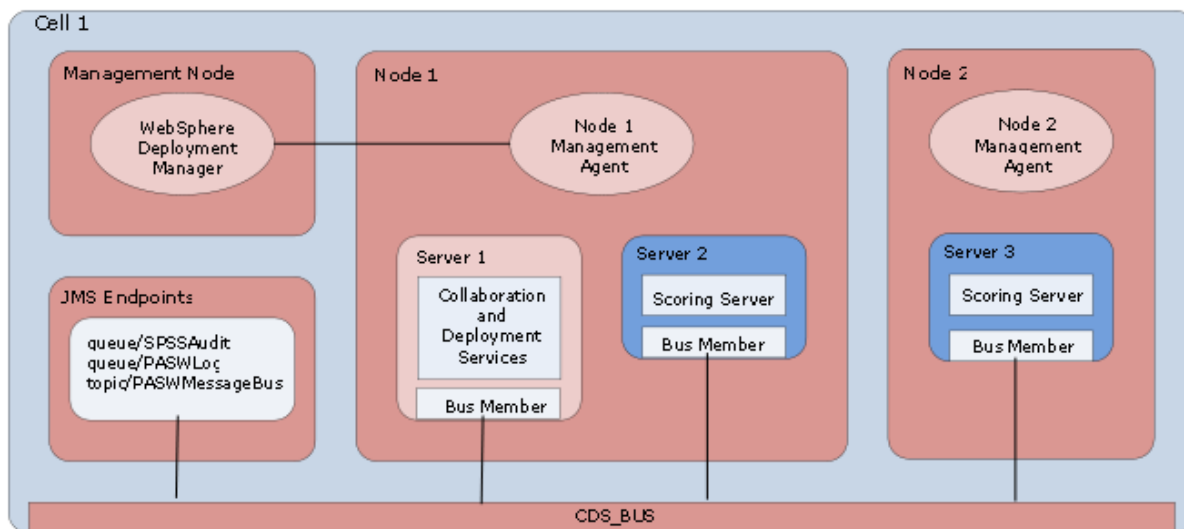 Cell 1
Management Node
WebSphere
Deployment
Manager
Node 1
Node 1
Management
Agent
Node 2
Node 2
Management
Agent
JMS Endpoints
queue/SPSSAudit
queue/PASWLog
topic/PASWMessageBus
Server 1
Collaboration
and
Deployment
Services
Bus Member
Server 2
Scoring Server
Bus Member
Server 3
Scoring Server
Bus Member
CDS_BUS